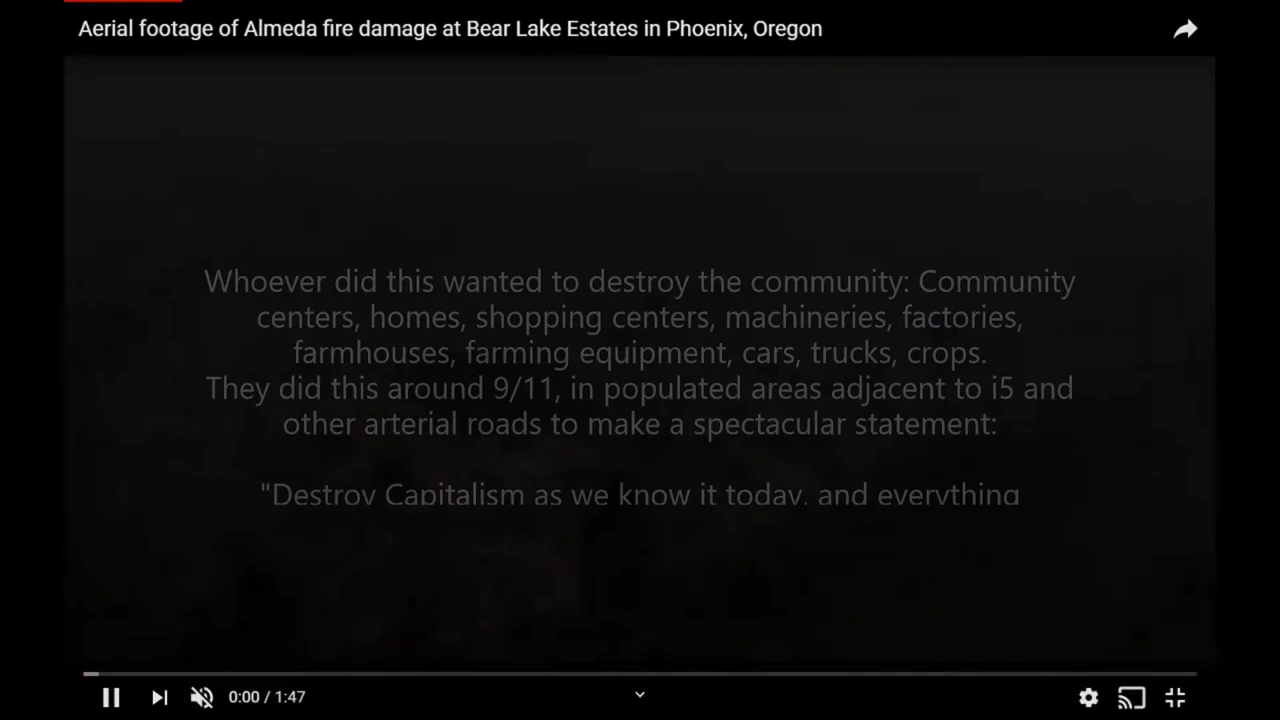 Aerial footage of Almeda fire damage at Bear Lake Estates in Phoenix, Oregon
Whoever did this wanted to destroy the community: Community
centers, homes, shopping centers, machineries, factories,
farmhouses, farming equipment, cars, trucks, crops.
They did this around 9/11, in populated areas adjacent to i5 and
other arterial roads to make a spectacular statement:
"Destroy Capitalism as we know it today, and everything
0:00 / 1:47